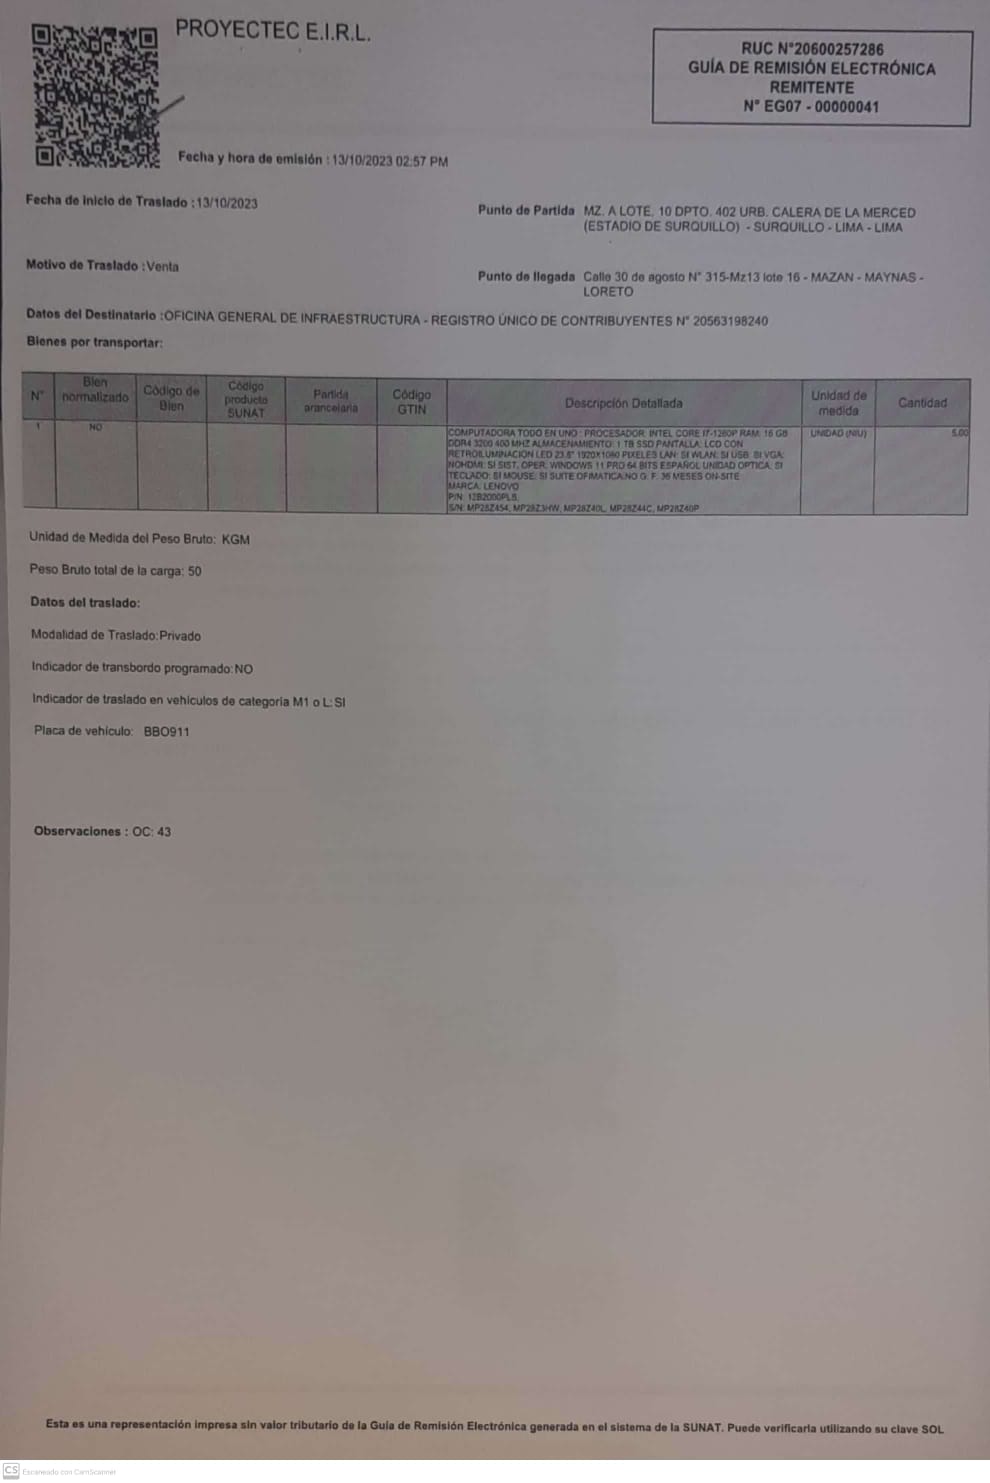 PROYECTEC E.I.R.L.
RUC N°20600257286
GUÍA DE REMISIÓN ELECTRÓNICA
REMITENTE
N° EG07 - 00000041
Fecha y hora de emisión : 13/10/2023 02:57 PM
Fecha de inicio de Traslado : 13/10/2023
Punto de Partida MZ. A LOTE. 10 DPTO. 402 URB. CALERA DE LA MERCED
(ESTADIO DE SURQUILLO) - SURQUILLO - LIMA - LIMA
Motivo de Traslado : Venta
Punto de llegada Calle 30 de agosto N° 315-Mz13 lote 16 - MAZAN - MAYNAS -
LORETO
Datos del Destinatario : OFICINA GENERAL DE INFRAESTRUCTURA - REGISTRO ÚNICO DE CONTRIBUYENTES N° 20563198240
Bienes por transportar:
N° Bien normalizado Código de Bien Código producto SUNAT Partida arancelaria Código GTIN Descripción Detallada Unidad de medida Cantidad
1 NO COMPUTADORA TODO EN UNO : PROCESADOR: INTEL CORE I7-1260P RAM: 16 GB UNIDAD (NIU) 5.00
DDR4 3200 400 MHZ ALMACENAMIENTO: 1 TB SSD PANTALLA: LCD CON
RETROILUMINACION LED 23.8" 1920X1080 PIXELES LAN: SI WLAN: SI USB: SI VGA:
NOHDMI: SI SIST. OPER: WINDOWS 11 PRO 64 BITS ESPAÑOL UNIDAD OPTICA: SI
TECLADO: SI MOUSE: SI SUITE OFIMATICA:NO G. F: 36 MESES ON-SITE
MARCA: LENOVO
P/N: 12B2000PLS
S/N: MP28Z454, MP28Z3HW, MP28Z40L, MP28Z44C, MP28Z40P
Unidad de Medida del Peso Bruto: KGM
Peso Bruto total de la carga: 50
Datos del traslado:
Modalidad de Traslado: Privado
Indicador de transbordo programado: NO
Indicador de traslado en vehículos de categoría M1 o L: SI
Placa de vehículo: BBO911
Observaciones : OC: 43
Esta es una representación impresa sin valor tributario de la Guía de Remisión Electrónica generada en el sistema de la SUNAT. Puede verificarla utilizando su clave SOL
CS Escaneado con CamScanner